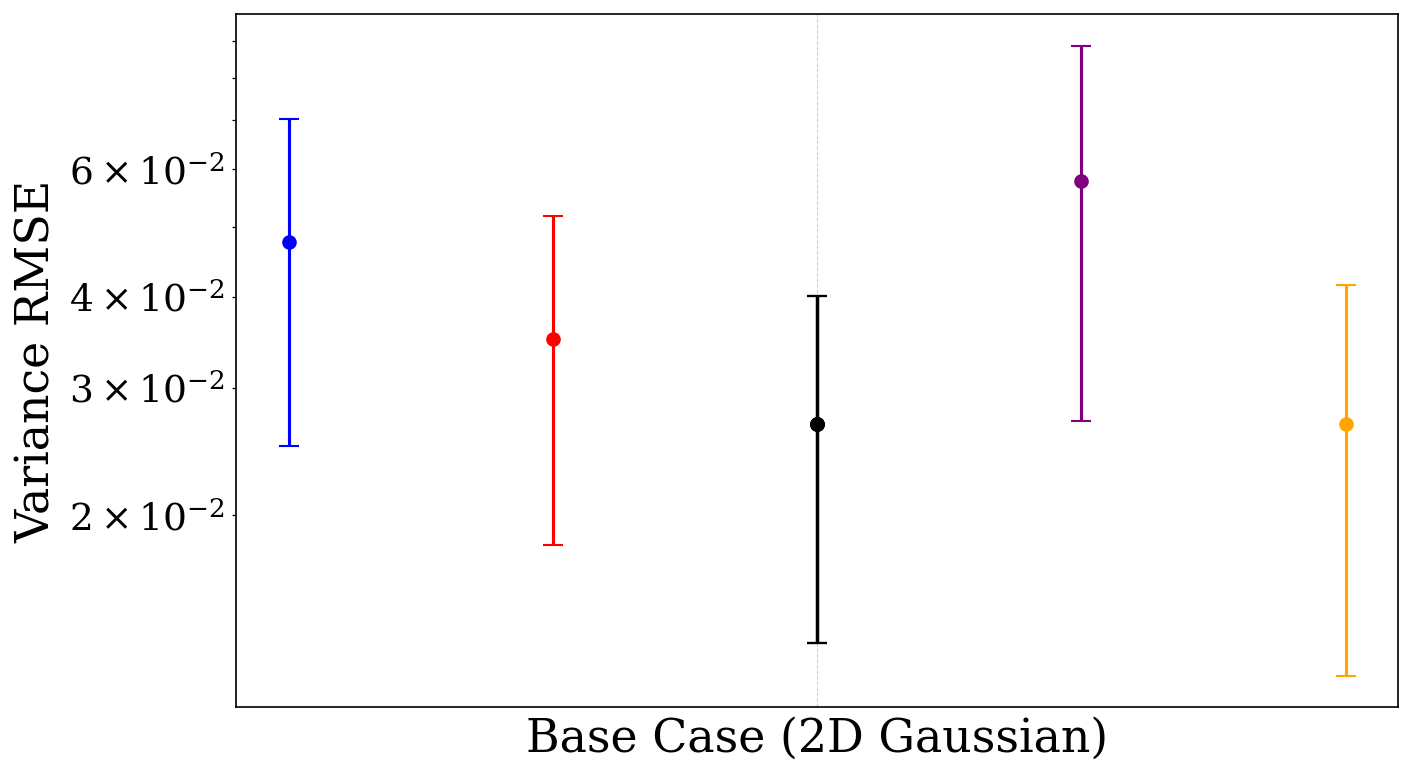 Variance RMSE
6 × 10⁻²
4 × 10⁻²
3 × 10⁻²
2 × 10⁻²
Base Case (2D Gaussian)